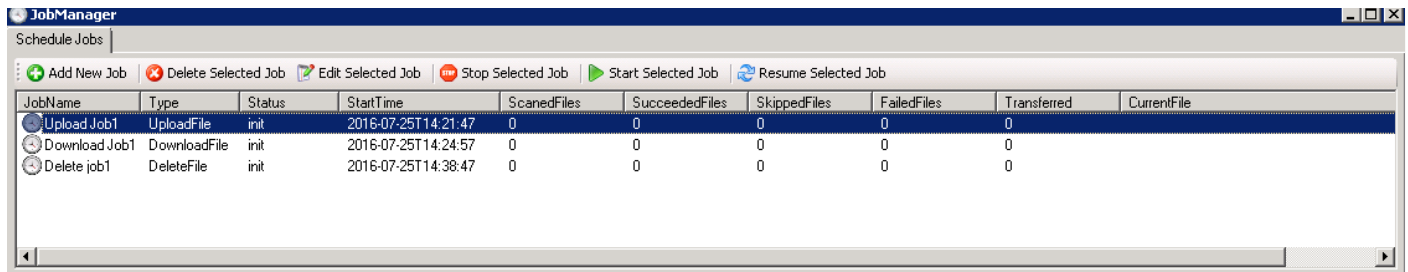 JobManager
Schedule Jobs
Add New Job Delete Selected Job Edit Selected Job STOP Stop Selected Job Start Selected Job Resume Selected Job
JobName Type Status StartTime ScanedFiles SucceededFiles SkippedFiles FailedFiles Transferred CurrentFile
Upload Job1 UploadFile init 2016-07-25T14:21:47 0 0 0 0 0
Download Job1 DownloadFile init 2016-07-25T14:24:57 0 0 0 0 0
Delete job1 DeleteFile init 2016-07-25T14:38:47 0 0 0 0 0